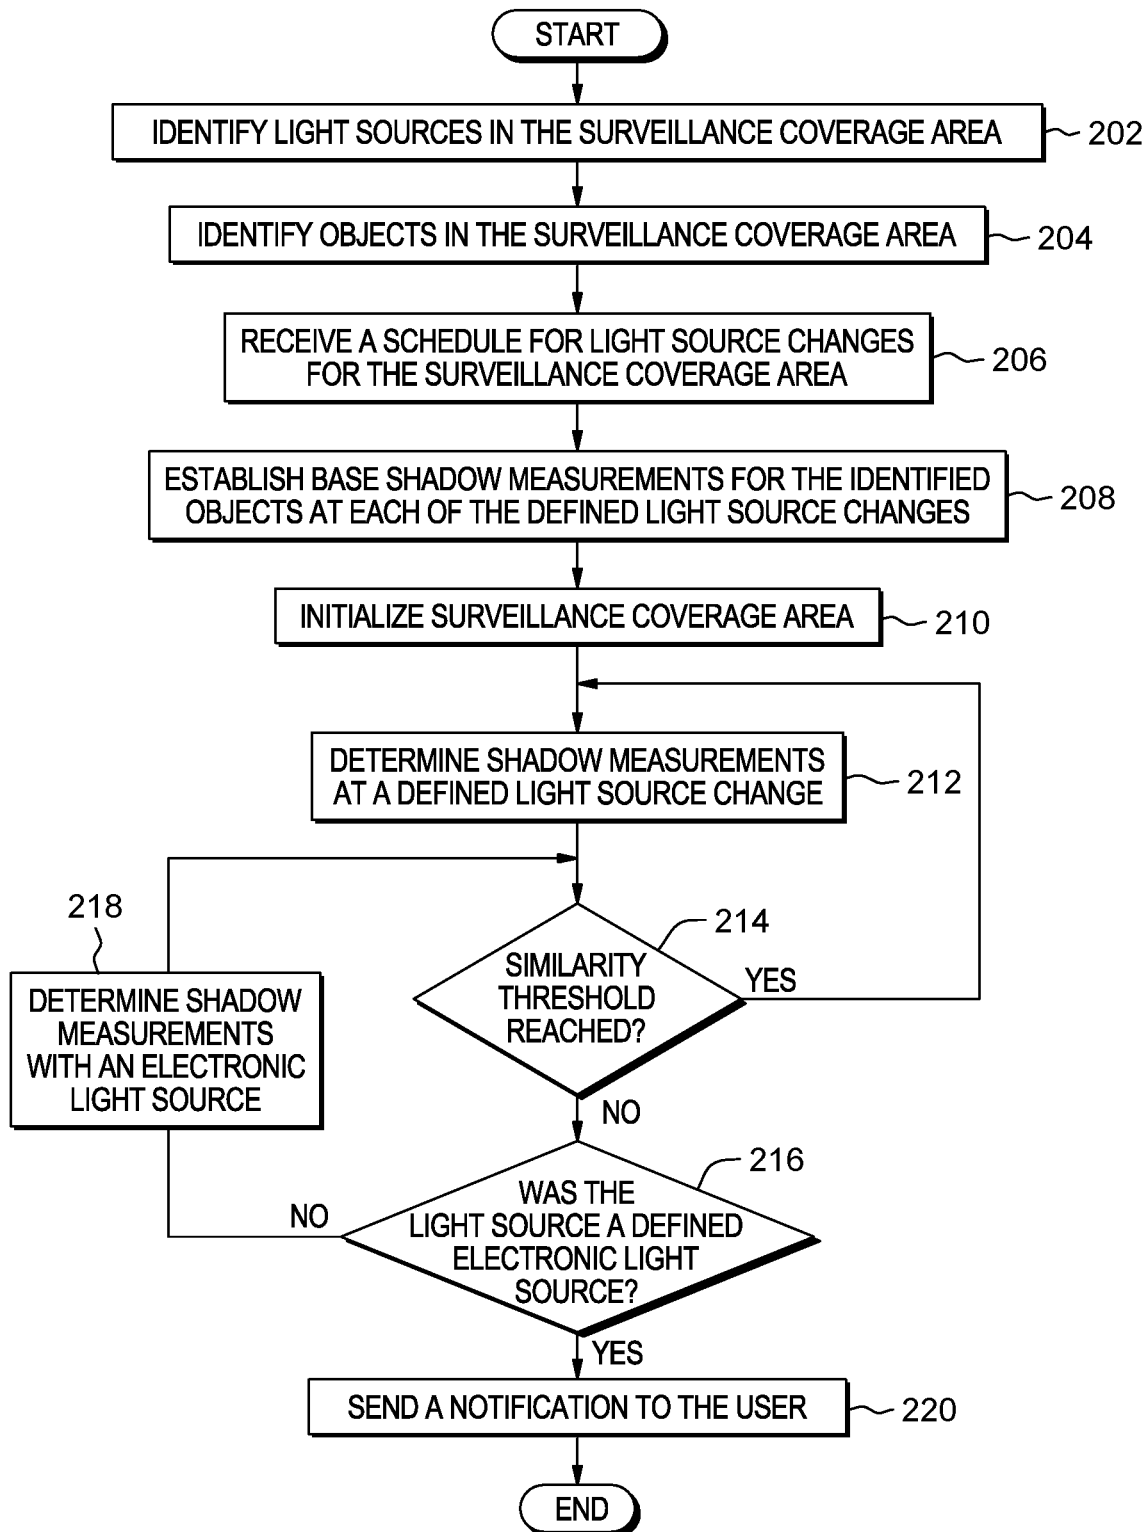 START
IDENTIFY LIGHT SOURCES IN THE SURVEILLANCE COVERAGE AREA
202
IDENTIFY OBJECTS IN THE SURVEILLANCE COVERAGE AREA
204
RECEIVE A SCHEDULE FOR LIGHT SOURCE CHANGES
FOR THE SURVEILLANCE COVERAGE AREA
206
ESTABLISH BASE SHADOW MEASUREMENTS FOR THE IDENTIFIED
OBJECTS AT EACH OF THE DEFINED LIGHT SOURCE CHANGES
208
INITIALIZE SURVEILLANCE COVERAGE AREA
210
DETERMINE SHADOW MEASUREMENTS
AT A DEFINED LIGHT SOURCE CHANGE
212
218
DETERMINE SHADOW
MEASUREMENTS
WITH AN ELECTRONIC
LIGHT SOURCE
214
SIMILARITY
THRESHOLD
REACHED?
YES
NO
216
WAS THE
LIGHT SOURCE A DEFINED
ELECTRONIC LIGHT
SOURCE?
NO
YES
SEND A NOTIFICATION TO THE USER
220
END